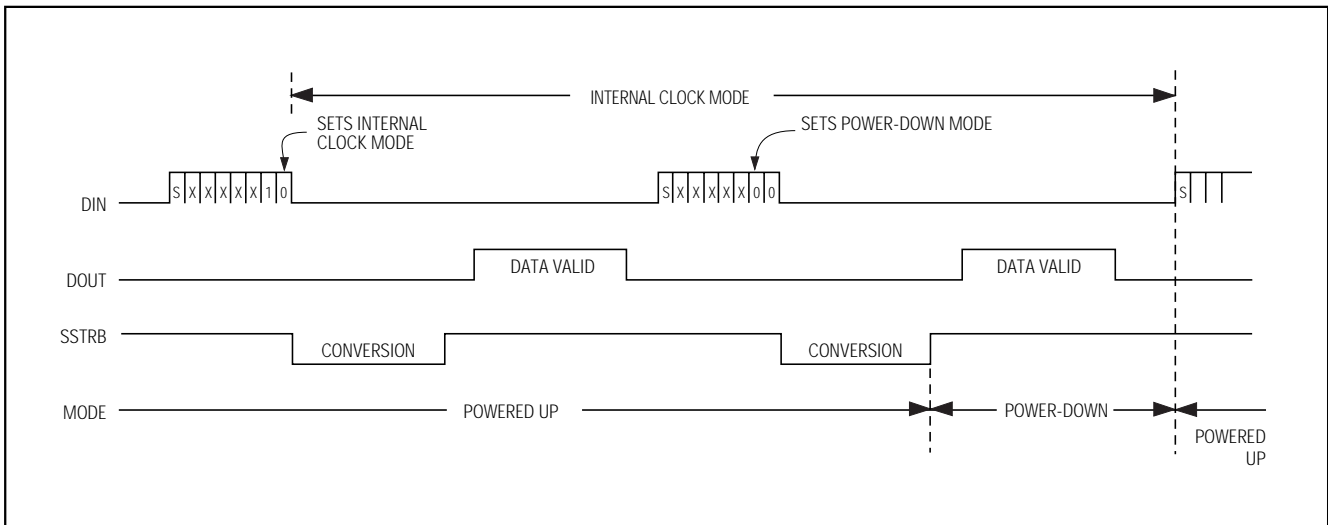 INTERNAL CLOCK MODE
SETS INTERNAL
CLOCK MODE
SETS POWER-DOWN MODE
DIN S X X X X X 1 0 S X X X X X 0 0 S
DOUT DATA VALID DATA VALID
SSTRB CONVERSION CONVERSION
MODE POWERED UP POWER-DOWN
POWERED
UP